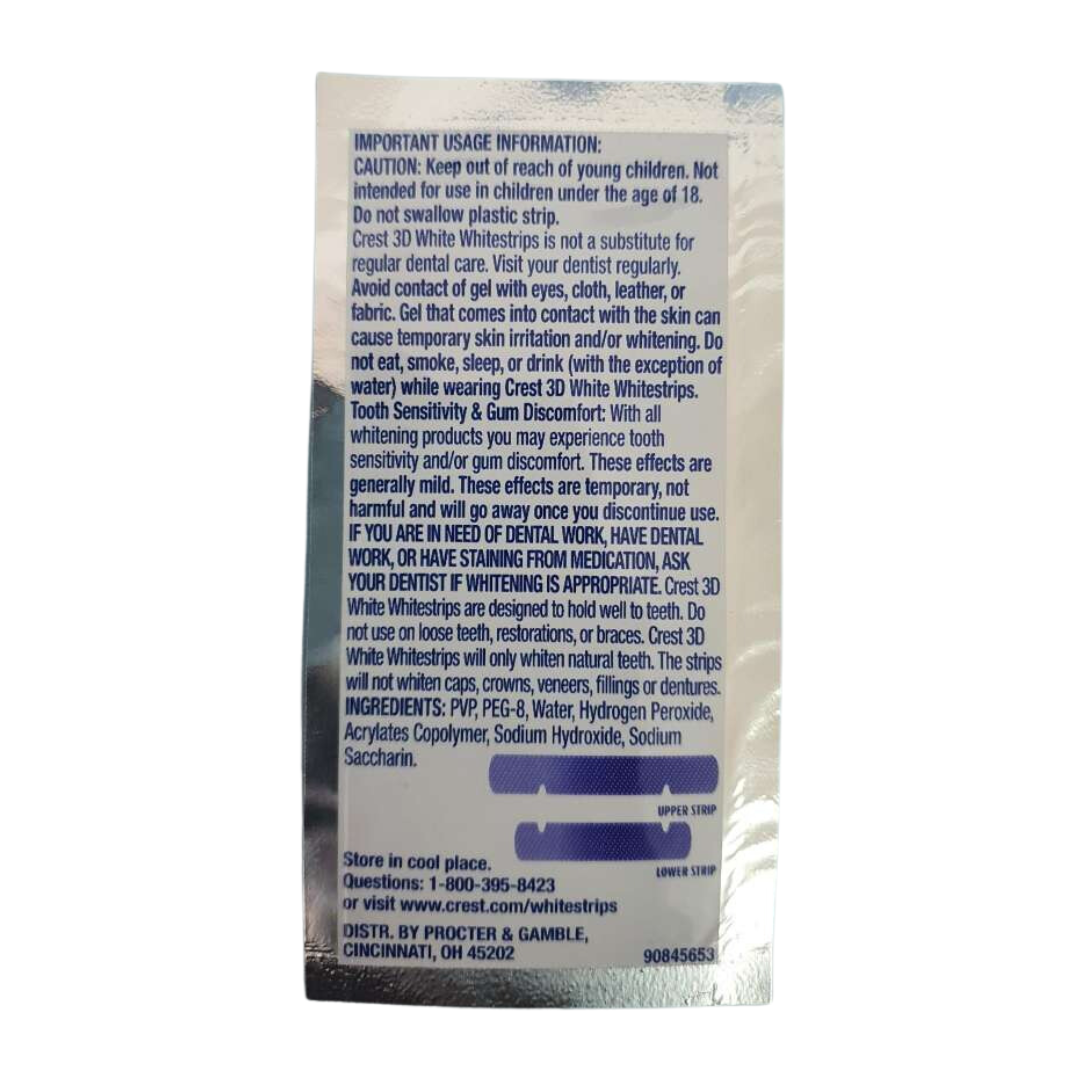 IMPORTANT USAGE INFORMATION:
CAUTION: Keep out of reach of young children. Not
intended for use in children under the age of 18.
Do not swallow plastic strip.
Crest 3D White Whitestrips is not a substitute for
regular dental care. Visit your dentist regularly.
Avoid contact of gel with eyes, cloth, leather, or
fabric. Gel that comes into contact with the skin can
cause temporary skin irritation and/or whitening. Do
not eat, smoke, sleep, or drink (with the exception of
water) while wearing Crest 3D White Whitestrips.
Tooth Sensitivity & Gum Discomfort: With all
whitening products you may experience tooth
sensitivity and/or gum discomfort. These effects are
generally mild. These effects are temporary, not
harmful and will go away once you discontinue use.
IF YOU ARE IN NEED OF DENTAL WORK, HAVE DENTAL
WORK, OR HAVE STAINING FROM MEDICATION, ASK
YOUR DENTIST IF WHITENING IS APPROPRIATE. Crest 3D
White Whitestrips are designed to hold well to teeth. Do
not use on loose teeth, restorations, or braces. Crest 3D
White Whitestrips will only whiten natural teeth. The strips
will not whiten caps, crowns, veneers, fillings or dentures.
INGREDIENTS: PVP, PEG-8, Water, Hydrogen Peroxide,
Acrylates Copolymer, Sodium Hydroxide, Sodium
Saccharin.
UPPER STRIP
LOWER STRIP
Store in cool place.
Questions: 1-800-395-8423
or visit www.crest.com/whitestrips
DISTR. BY PROCTER & GAMBLE,
CINCINNATI, OH 45202
90845653